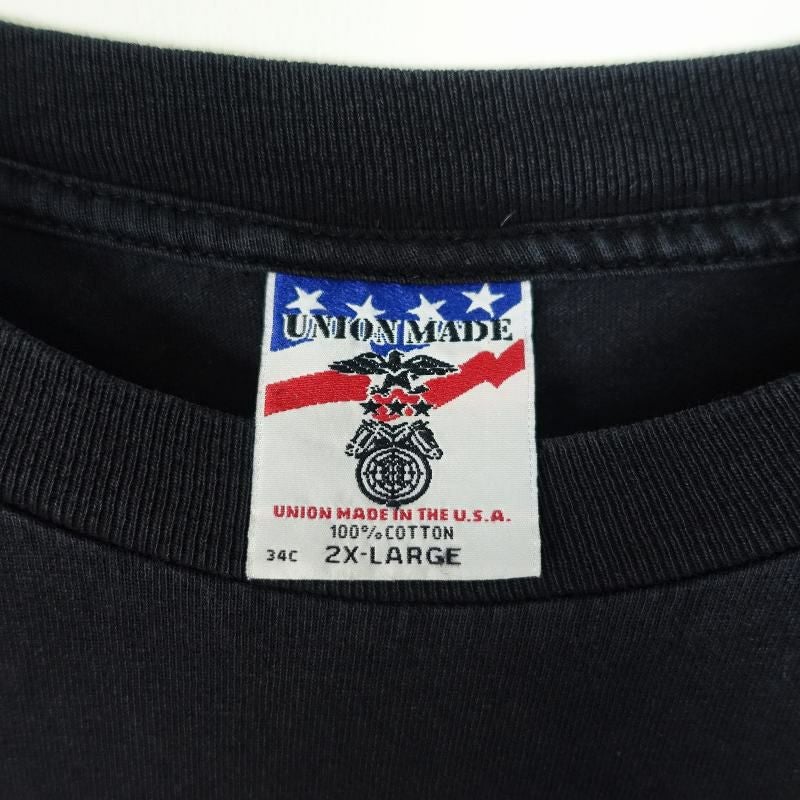 UNION MADE
UNION MADE IN THE U.S.A.
100% COTTON
34C 2X-LARGE